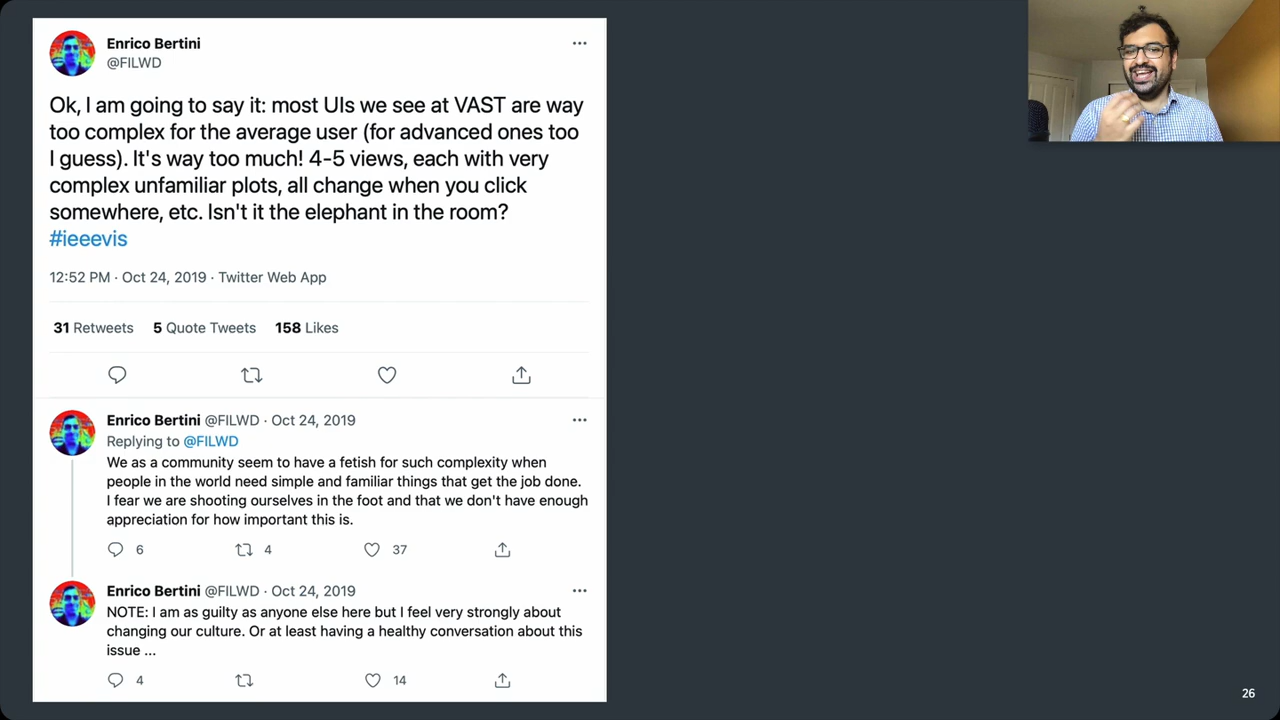 Enrico Bertini
@FILWD
Ok, I am going to say it: most UIs we see at VAST are way
too complex for the average user (for advanced ones too
I guess). It's way too much! 4-5 views, each with very
complex unfamiliar plots, all change when you click
somewhere, etc. Isn't it the elephant in the room?
#ieeevis
12:52 PM · Oct 24, 2019 · Twitter Web App
31 Retweets 5 Quote Tweets 158 Likes
Enrico Bertini @FILWD · Oct 24, 2019
Replying to @FILWD
We as a community seem to have a fetish for such complexity when
people in the world need simple and familiar things that get the job done.
I fear we are shooting ourselves in the foot and that we don't have enough
appreciation for how important this is.
6 4 37
Enrico Bertini @FILWD · Oct 24, 2019
NOTE: I am as guilty as anyone else here but I feel very strongly about
changing our culture. Or at least having a healthy conversation about this
issue ...
4 14
26